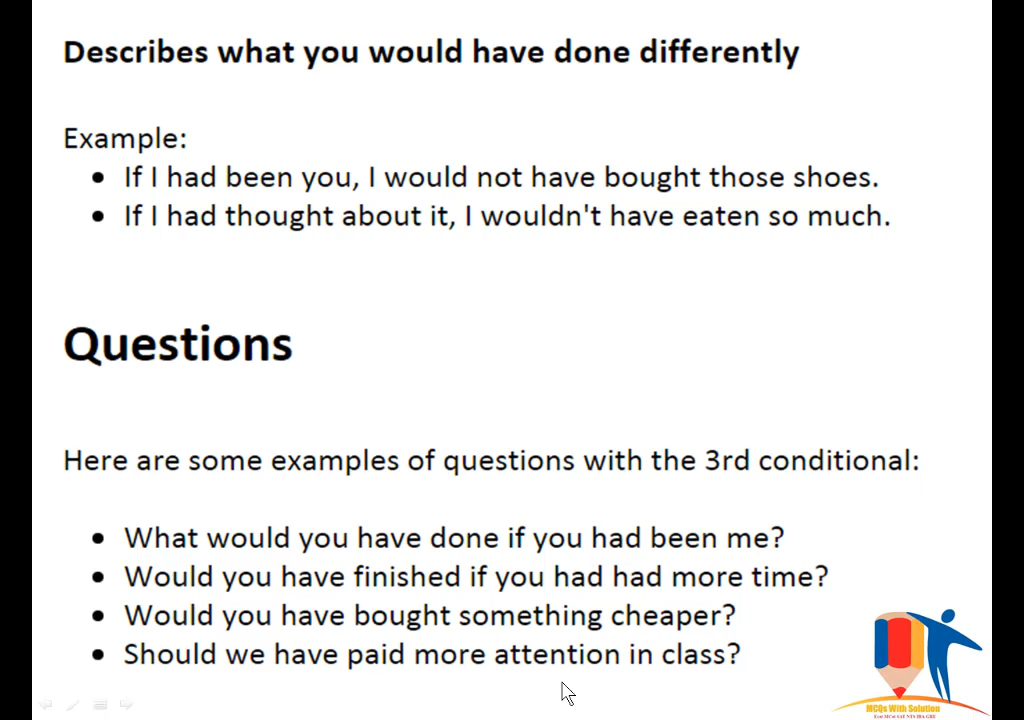 Describes what you would have done differently
Example:
• If I had been you, I would not have bought those shoes.
• If I had thought about it, I wouldn't have eaten so much.
Questions
Here are some examples of questions with the 3rd conditional:
• What would you have done if you had been me?
• Would you have finished if you had had more time?
• Would you have bought something cheaper?
• Should we have paid more attention in class?
MCQs With Solution